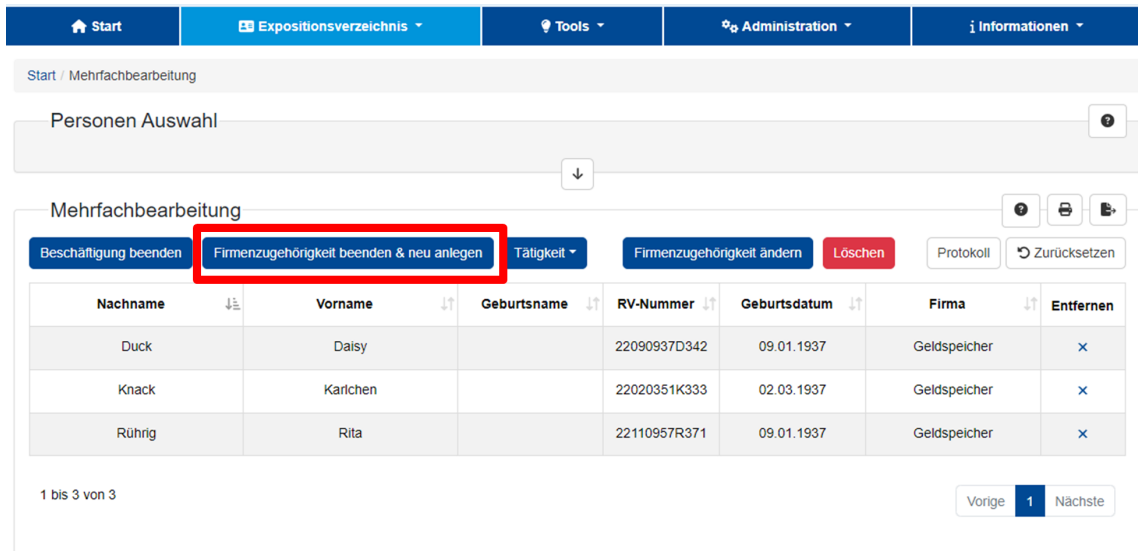 Start Expositionsverzeichnis Tools Administration Informationen
Start / Mehrfachbearbeitung
Personen Auswahl
Mehrfachbearbeitung
Beschäftigung beenden Firmenzugehörigkeit beenden & neu anlegen Tätigkeit Firmenzugehörigkeit ändern Löschen Protokoll Zurücksetzen
Nachname Vorname Geburtsname RV-Nummer Geburtsdatum Firma Entfernen
Duck Daisy 22090937D342 09.01.1937 Geldspeicher
Knack Karlchen 22020351K333 02.03.1937 Geldspeicher
Rührig Rita 22110957R371 09.01.1937 Geldspeicher
1 bis 3 von 3
Vorige 1 Nächste